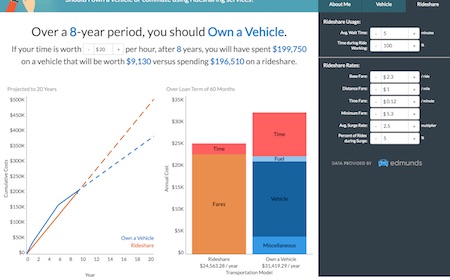 Should I own a vehicle or commute using ridesharing services?
About Me Vehicle Rideshare
Over a 8-year period, you should Own a Vehicle.
If your time is worth - $20 + per hour, after 8 years, you will have spent $199,750
on a vehicle that will be worth $9,130 versus spending $196,510 on a rideshare.
Projected to 20 Years
$500K
$450K
$400K
$350K
$300K
$250K
$200K
$150K
$100K
$50K
$0
0 2 4 6 8 10 12 14 16 18 20
Cumulative Costs
Year
Own a Vehicle
Rideshare
Over Loan Term of 60 Months
$35K
$30K
$25K
$20K
$15K
$10K
$5K
$0
Annual Cost
Time
Fares
Time
Fuel
Vehicle
Miscellaneous
Rideshare
$24,563.28 / year
Own a Vehicle
$31,419.29 / year
Transportation Model
Rideshare Usage:
Avg. Wait Time: - 5 + minutes
Time during Ride
Working: - 100 + %
Rideshare Rates:
Base Fare: - $2.3 + / ride
Distance Fare: - $1 + / mile
Time Fare: - $0.12 + / minute
Minimum Fare: - $5.3 +
Avg. Surge Rate: - 2.5 + multiplier
Percent of Rides
during Surge: - 5 + %
DATA PROVIDED BY edmunds